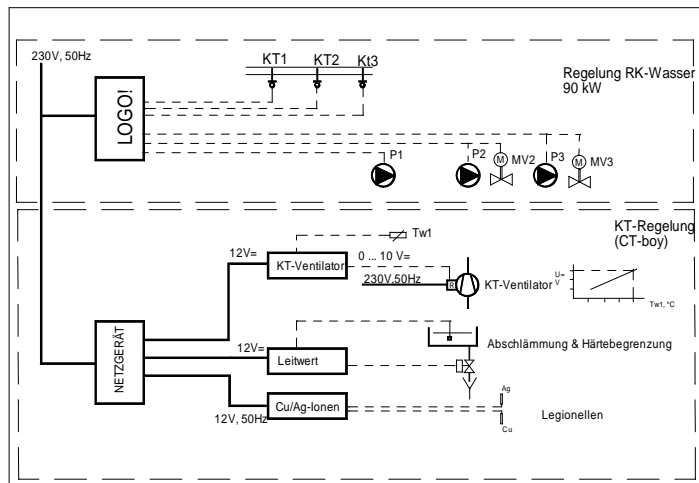 230V, 50Hz
KT1 KT2 Kt3
LOGO!
Regelung RK-Wasser
90 kW
P1
P2
M
MV2
P3
M
MV3
KT-Regelung
(CT-boy)
Tw1
12V=
KT-Ventilator
0 ... 10 V=
230V,50Hz
R
KT-Ventilator
U=
V
Tw1, °C
NETZGERÄT
12V=
Leitwert
Abschlämmung & Härtebegrenzung
12V, 50Hz
Cu/Ag-Ionen
Ag
Cu
Legionellen